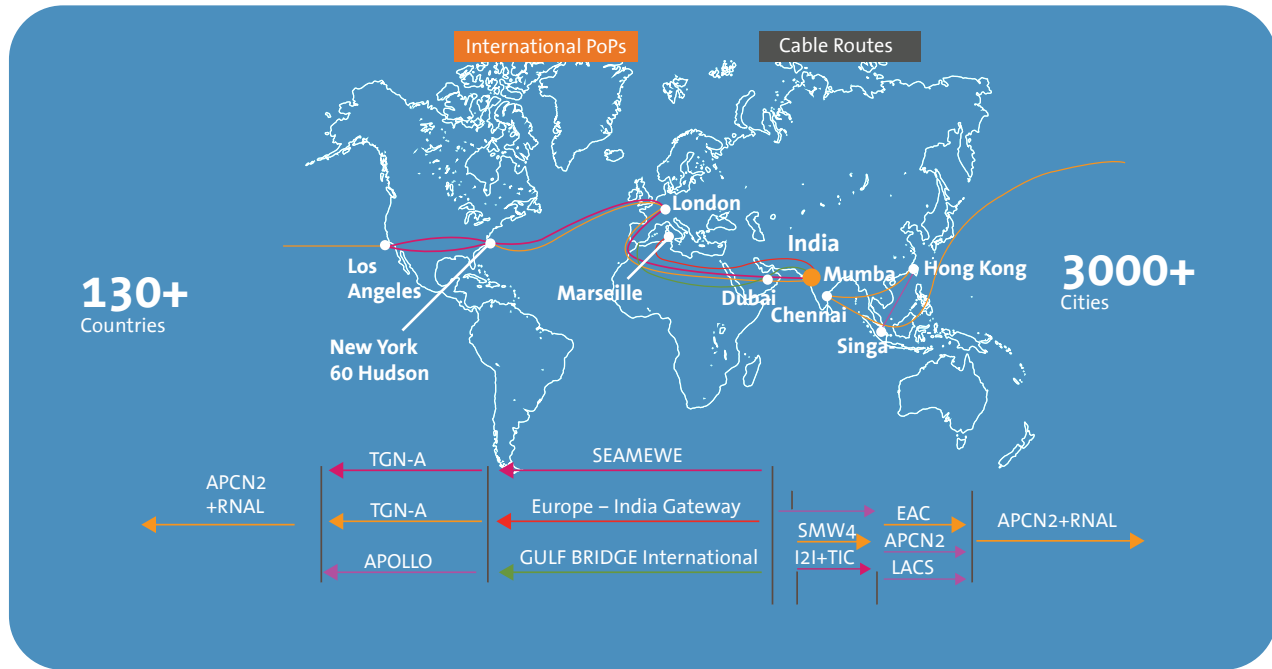 International PoPs
Cable Routes
London
India
Los
Angeles
Mumba
Hong Kong
130+
Countries
3000+
Cities
Marseille
Dubai
Chennai
New York
60 Hudson
Singa
TGN-A
SEAMEWE
APCN2
+RNAL
TGN-A
Europe – India Gateway
SMW4
EAC
APCN2+RNAL
APCN2
APOLLO
GULF BRIDGE International
I2I+TIC
LACS